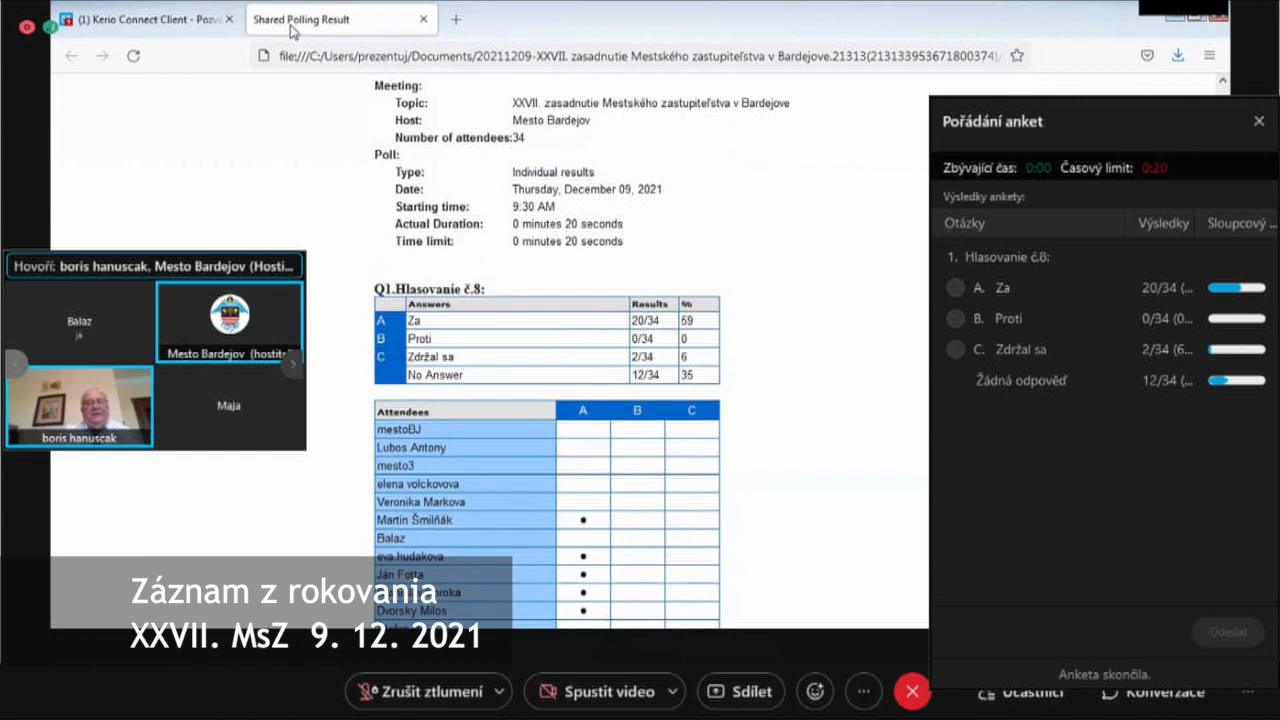 (1) Kerio Connect Client - Pozva
Shared Polling Result
file:///C:/Users/prezentuj/Documents/20211209-XXVII. zasadnutie Mestského zastupiteľstva v Bardejove.21313(213133953671800374)/
Meeting:
Topic: XXVII. zasadnutie Mestského zastupiteľstva v Bardejove
Host: Mesto Bardejov
Number of attendees:34
Poll:
Type: Individual results
Date: Thursday, December 09, 2021
Starting time: 9:30 AM
Actual Duration: 0 minutes 20 seconds
Time limit: 0 minutes 20 seconds
Q1.Hlasovanie č.8:
Answers Results %
A Za 20/34 59
B Proti 0/34 0
C Zdržal sa 2/34 6
No Answer 12/34 35
Attendees A B C
mestoBJ
Lubos Antony
mesto3
elena volckovova
Veronika Markova
Martin Šmilňák
Balaz
eva.hudakova
Ján Fotta
Dvorsky Milos
Hovoří: boris hanuscak, Mesto Bardejov (Hosti...
Balaz
já
Mesto Bardejov (hostite
boris hanuscak
Maja
Záznam z rokovania
XXVII. MsZ 9. 12. 2021
Pořádání anket
Zbývající čas: 0:00 Časový limit: 0:20
Výsledky ankety:
Otázky Výsledky Sloupcový ...
1. Hlasovanie č.8:
A. Za 20/34 (...
B. Proti 0/34 (0...
C. Zdržal sa 2/34 (6...
Žádná odpověď 12/34 (...
Odeslat
Anketa skončila.
Zrušit ztlumení
Spustit video
Sdílet
Účastníci
Konverzace